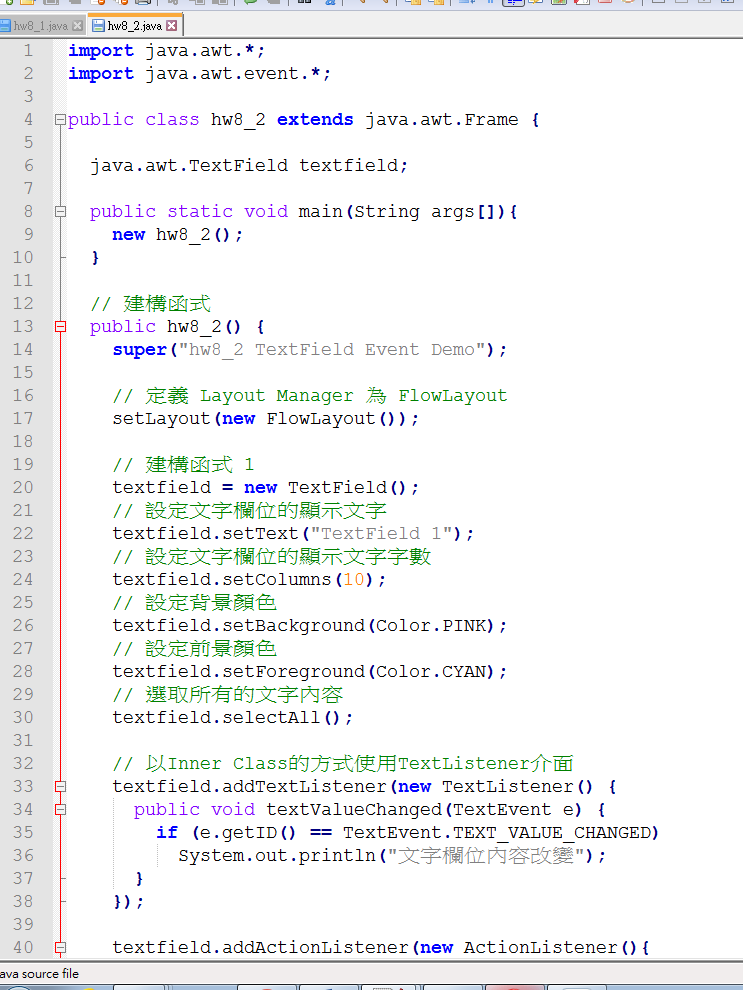 hw8_1.java hw8_2.java
1 import java.awt.*;
2 import java.awt.event.*;
3
4 public class hw8_2 extends java.awt.Frame {
5
6 java.awt.TextField textfield;
7
8 public static void main(String args[]){
9 new hw8_2();
10 }
11
12 // 建構函式
13 public hw8_2() {
14 super("hw8_2 TextField Event Demo");
15
16 // 定義 Layout Manager 為 FlowLayout
17 setLayout(new FlowLayout());
18
19 // 建構函式 1
20 textfield = new TextField();
21 // 設定文字欄位的顯示文字
22 textfield.setText("TextField 1");
23 // 設定文字欄位的顯示文字字數
24 textfield.setColumns(10);
25 // 設定背景顏色
26 textfield.setBackground(Color.PINK);
27 // 設定前景顏色
28 textfield.setForeground(Color.CYAN);
29 // 選取所有的文字內容
30 textfield.selectAll();
31
32 // 以Inner Class的方式使用TextListener介面
33 textfield.addTextListener(new TextListener() {
34 public void textValueChanged(TextEvent e) {
35 if (e.getID() == TextEvent.TEXT_VALUE_CHANGED)
36 System.out.println("文字欄位內容改變");
37 }
38 });
39
40 textfield.addActionListener(new ActionListener(){
ava source file